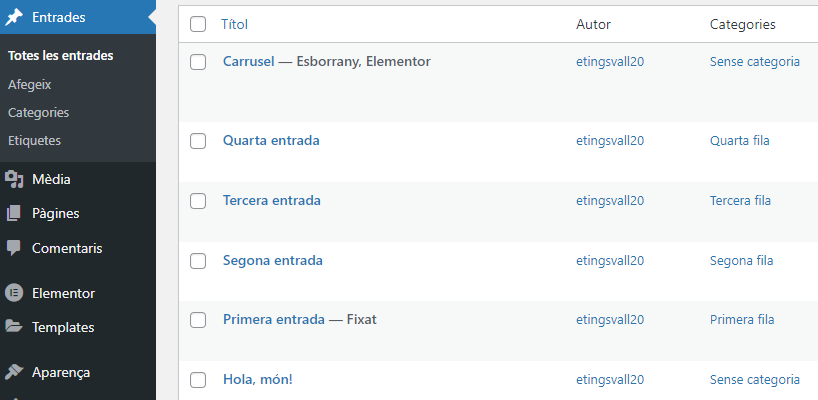 Entrades
Totes les entrades
Afegeix
Categories
Etiquetes
Mèdia
Pàgines
Comentaris
Elementor
Templates
Aparença
Títol Autor Categories
Carrusel — Esborrany, Elementor etingsvall20 Sense categoria
Quarta entrada etingsvall20 Quarta fila
Tercera entrada etingsvall20 Tercera fila
Segona entrada etingsvall20 Segona fila
Primera entrada — Fixat etingsvall20 Primera fila
Hola, món! etingsvall20 Sense categoria